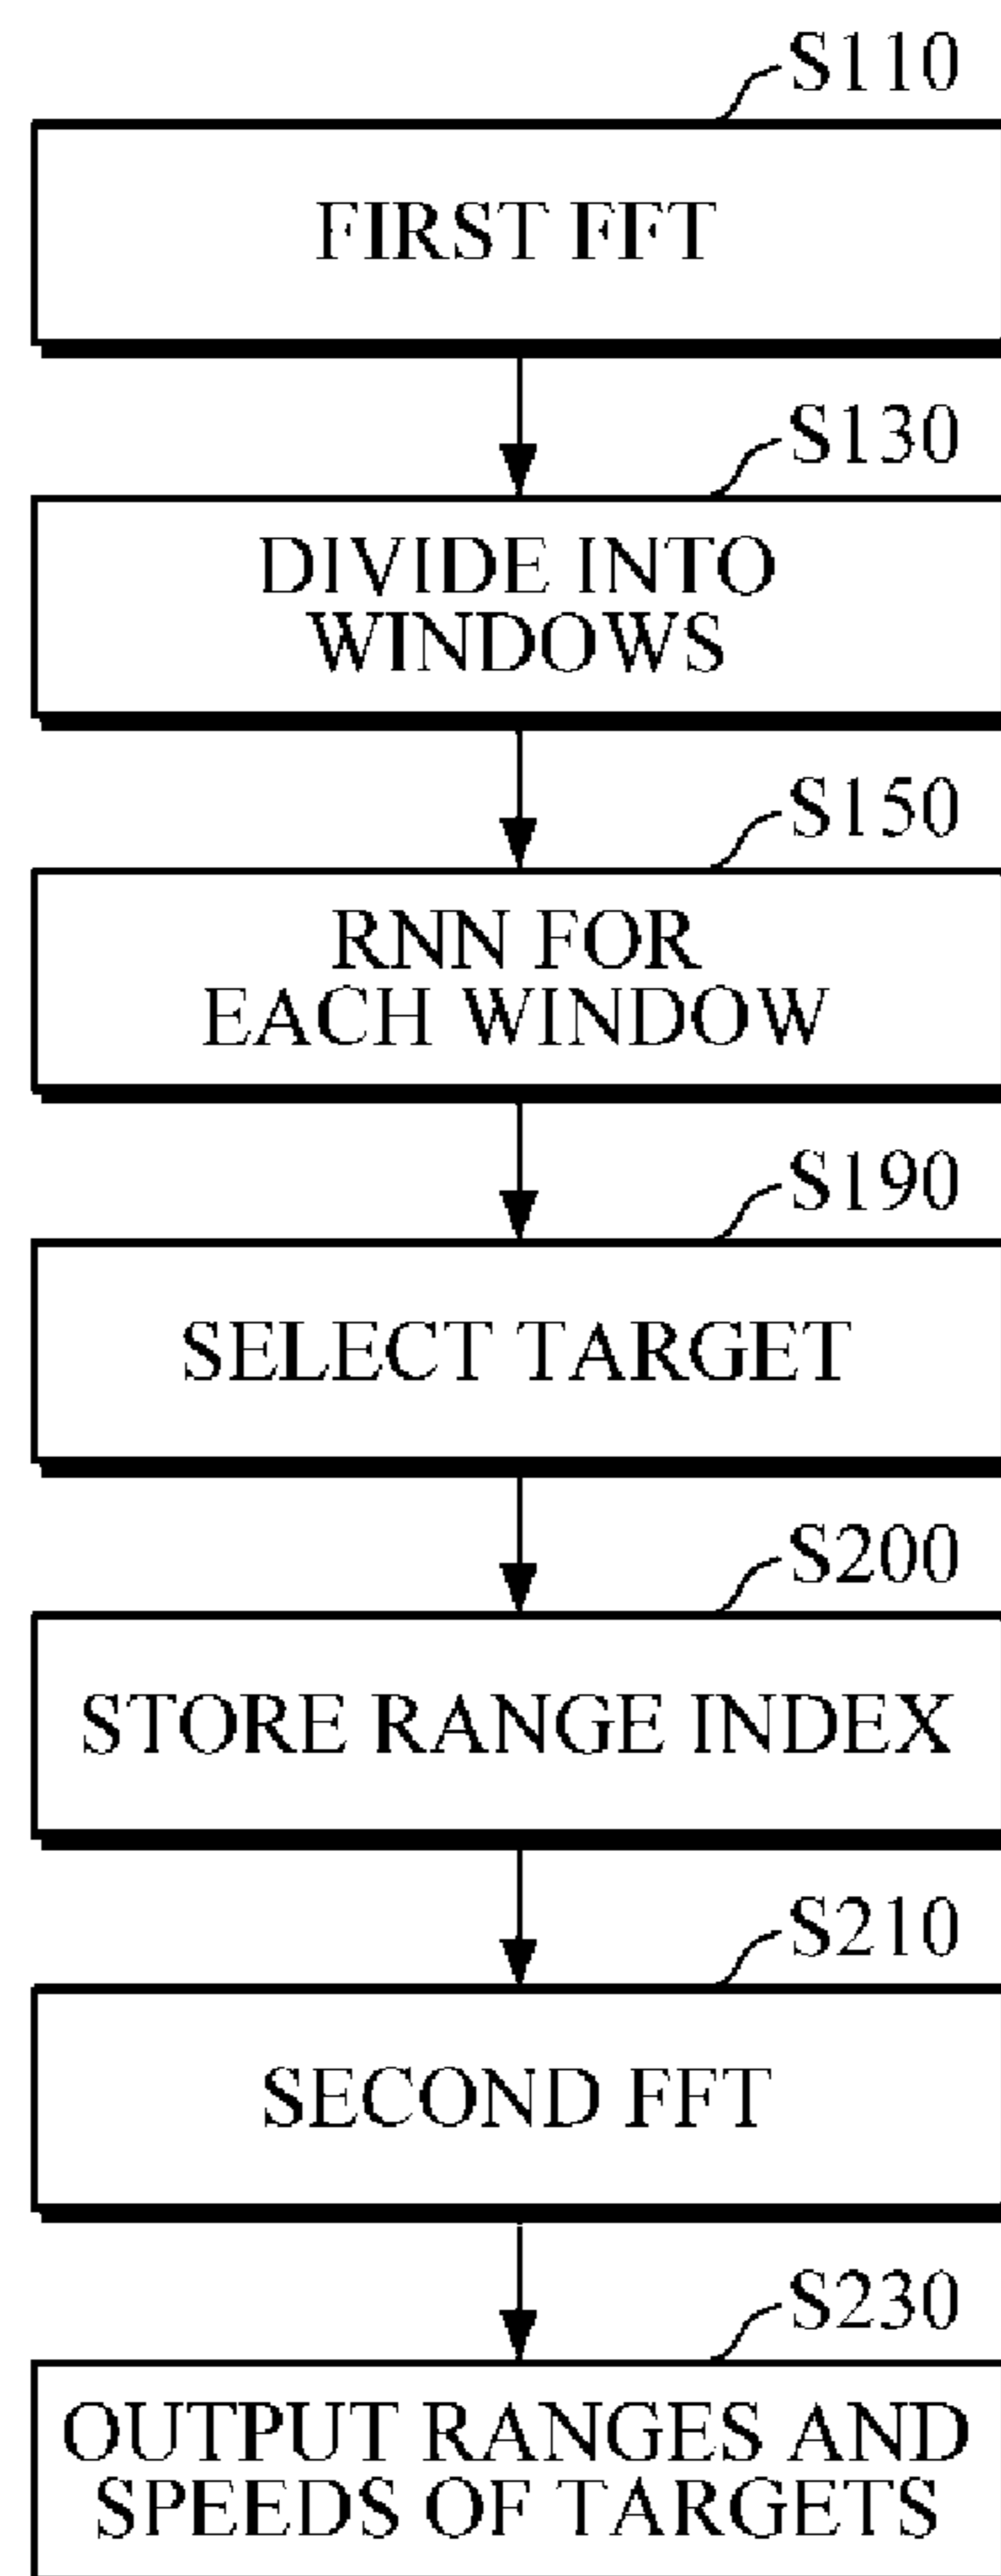 S110
FIRST FFT
S130
DIVIDE INTO
WINDOWS
S150
RNN FOR
EACH WINDOW
S190
SELECT TARGET
S200
STORE RANGE INDEX
S210
SECOND FFT
S230
OUTPUT RANGES AND
SPEEDS OF TARGETS